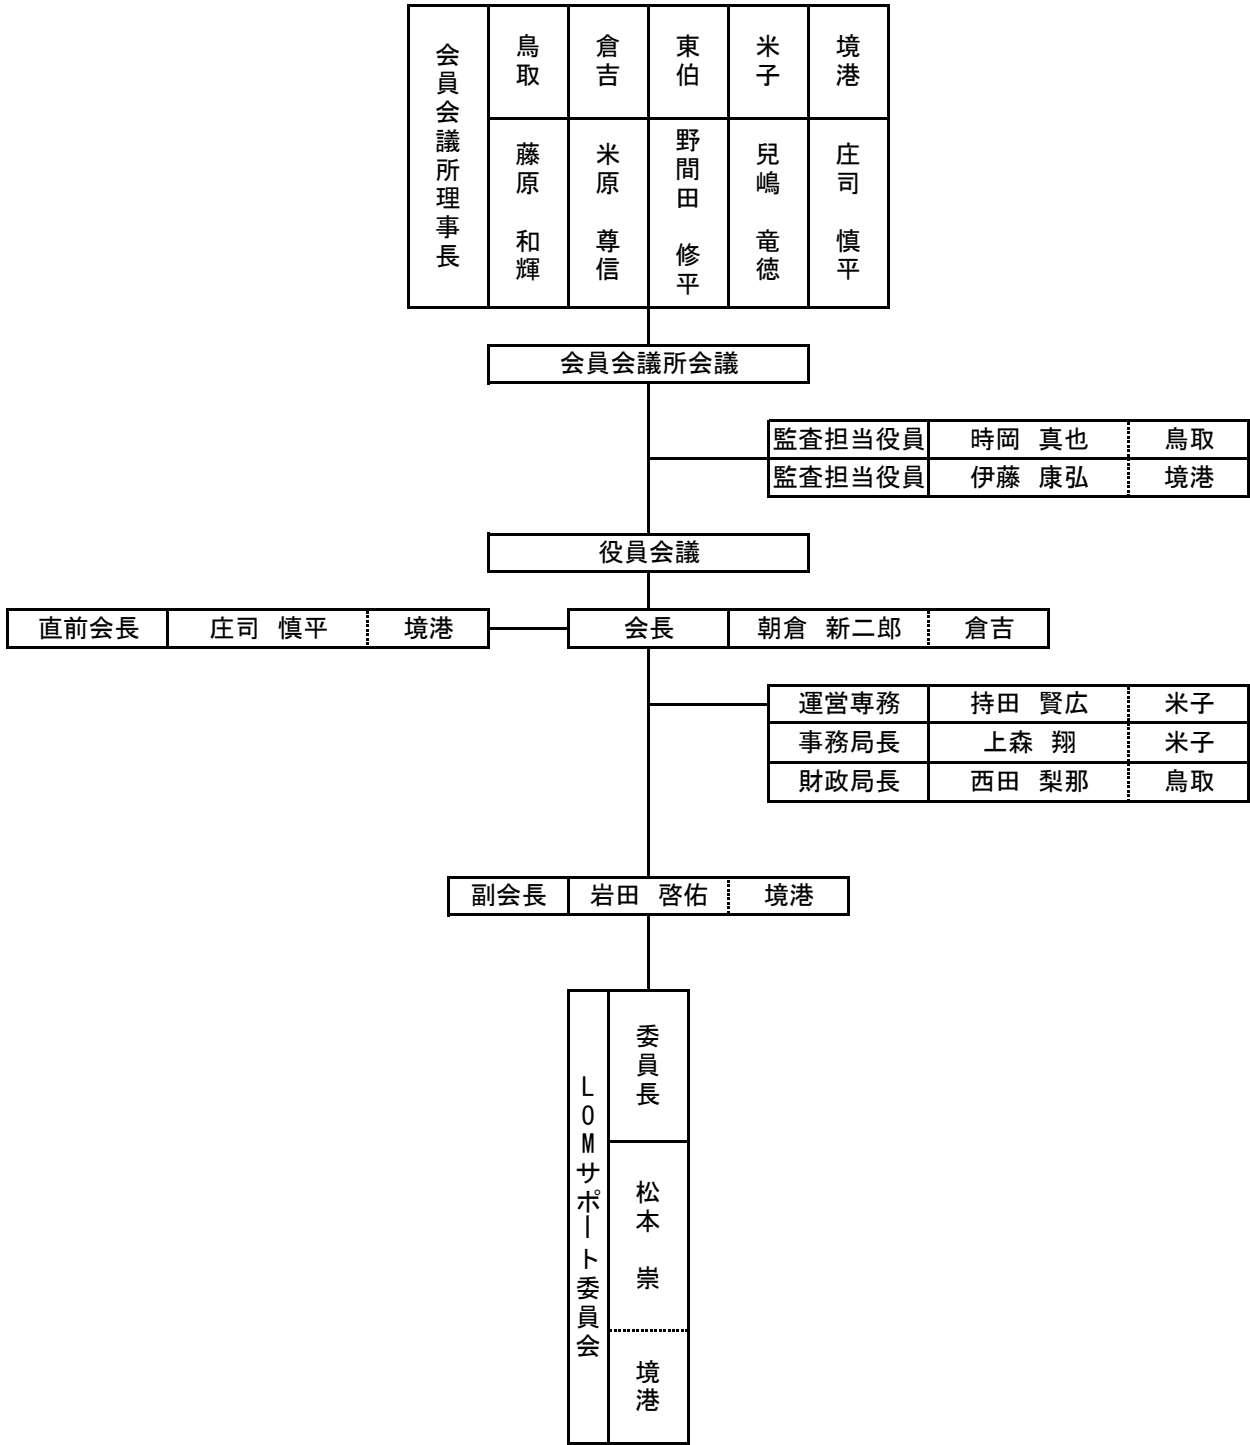 会員会議所理事長
鳥取
倉吉
東伯
米子
境港
藤原 和輝
米原 尊信
野間田 修平
兒嶋 竜徳
庄司 慎平
会員会議所会議
監査担当役員 時岡 真也 鳥取
監査担当役員 伊藤 康弘 境港
役員会議
直前会長 庄司 慎平 境港
会長 朝倉 新二郎 倉吉
運営専務 持田 賢広 米子
事務局長 上森 翔 米子
財政局長 西田 梨那 鳥取
副会長 岩田 啓佑 境港
LOMサポート委員会
委員長
松本 崇
境港